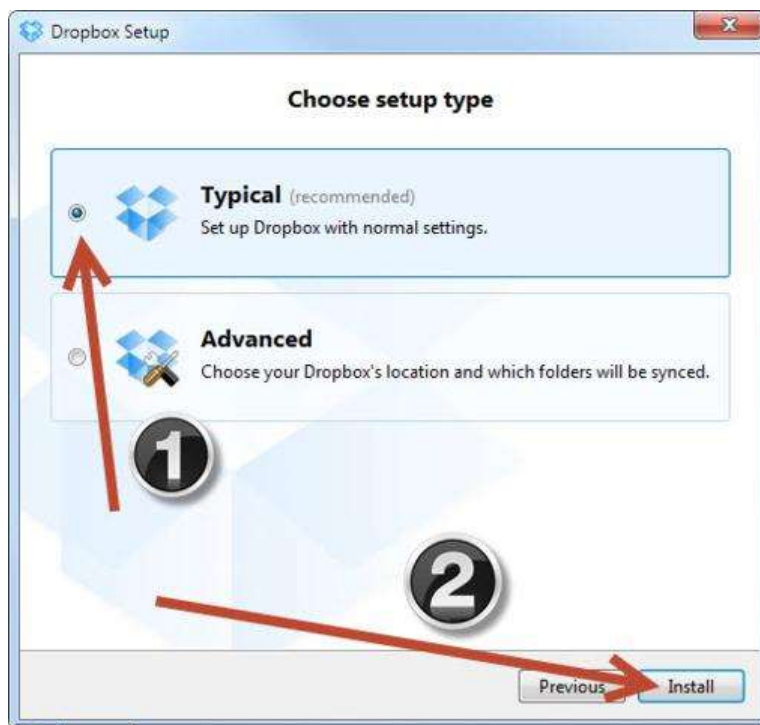 Dropbox Setup
Choose setup type
Typical (recommended)
Set up Dropbox with normal settings.
Advanced
Choose your Dropbox's location and which folders will be synced.
1
2
Previous Install